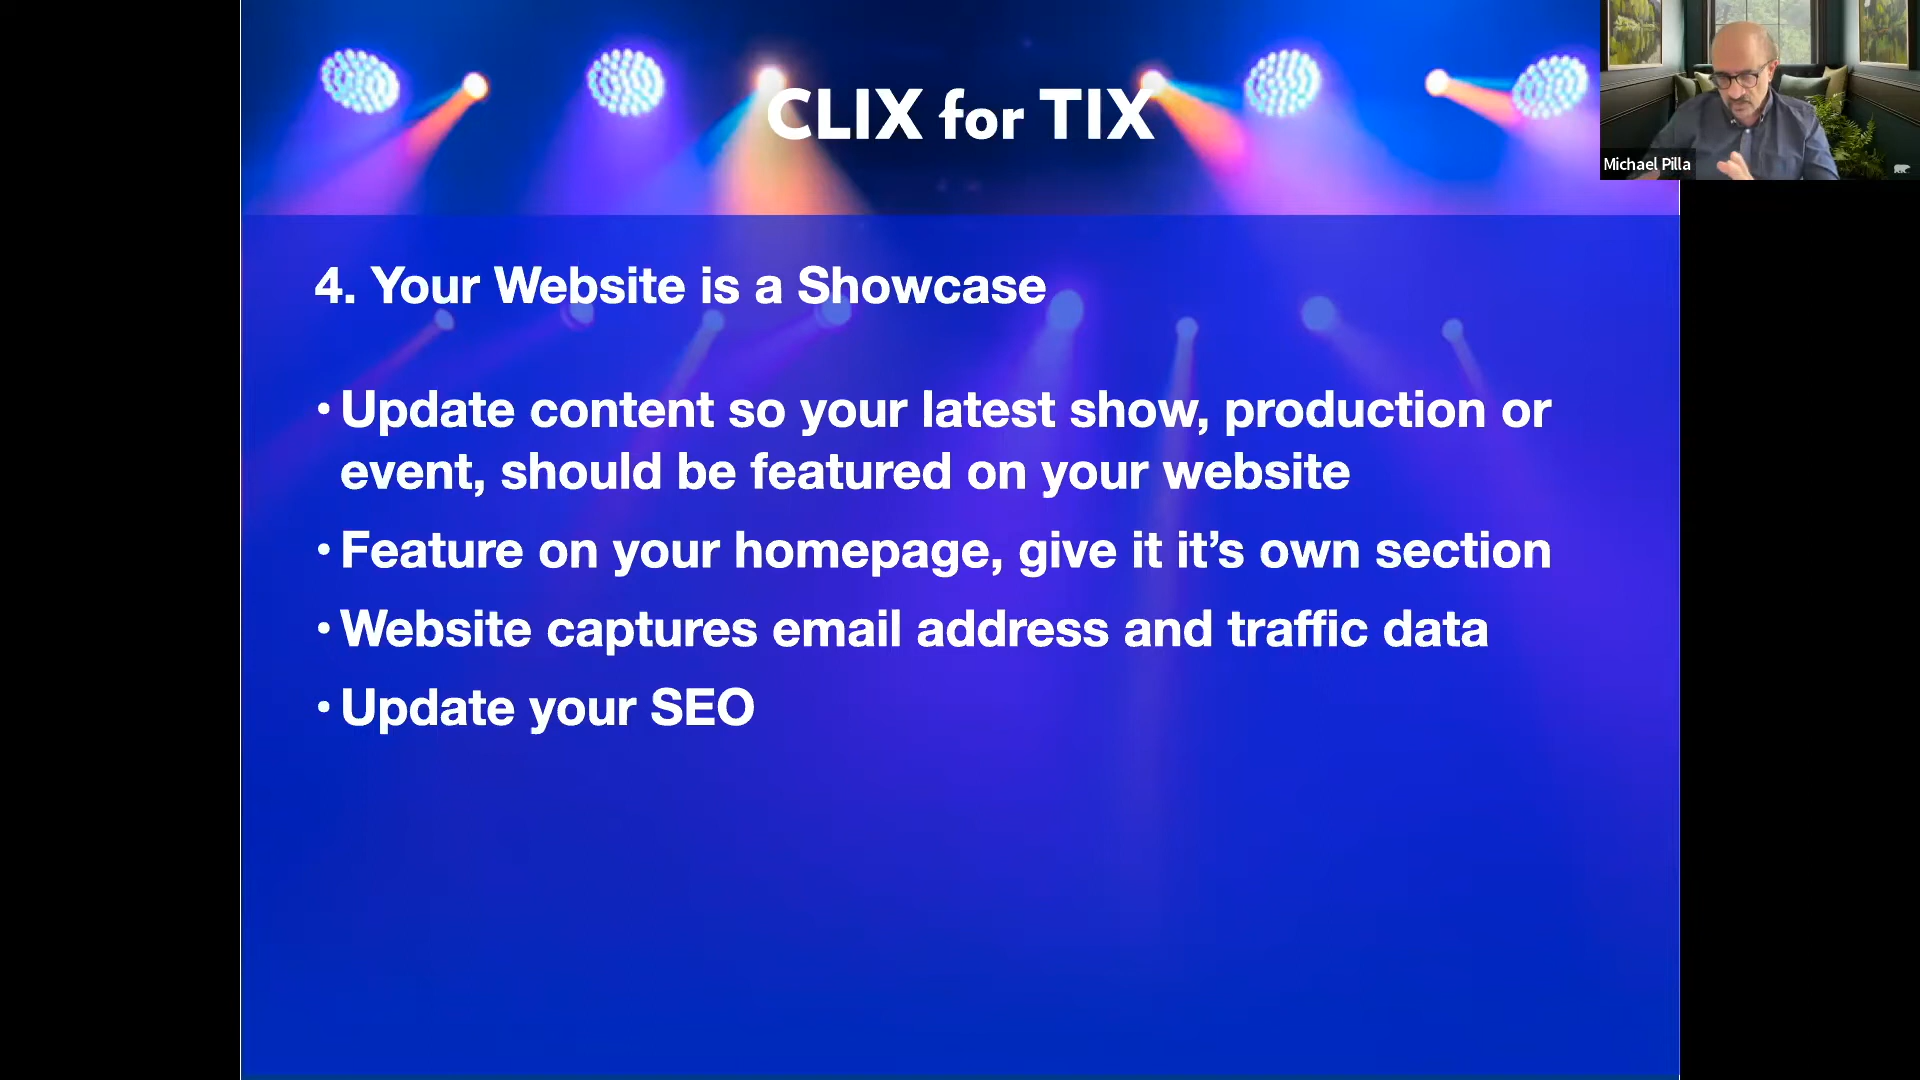 CLIX for TIX
Michael Pilla
4. Your Website is a Showcase
• Update content so your latest show, production or
event, should be featured on your website
• Feature on your homepage, give it it’s own section
• Website captures email address and traffic data
• Update your SEO